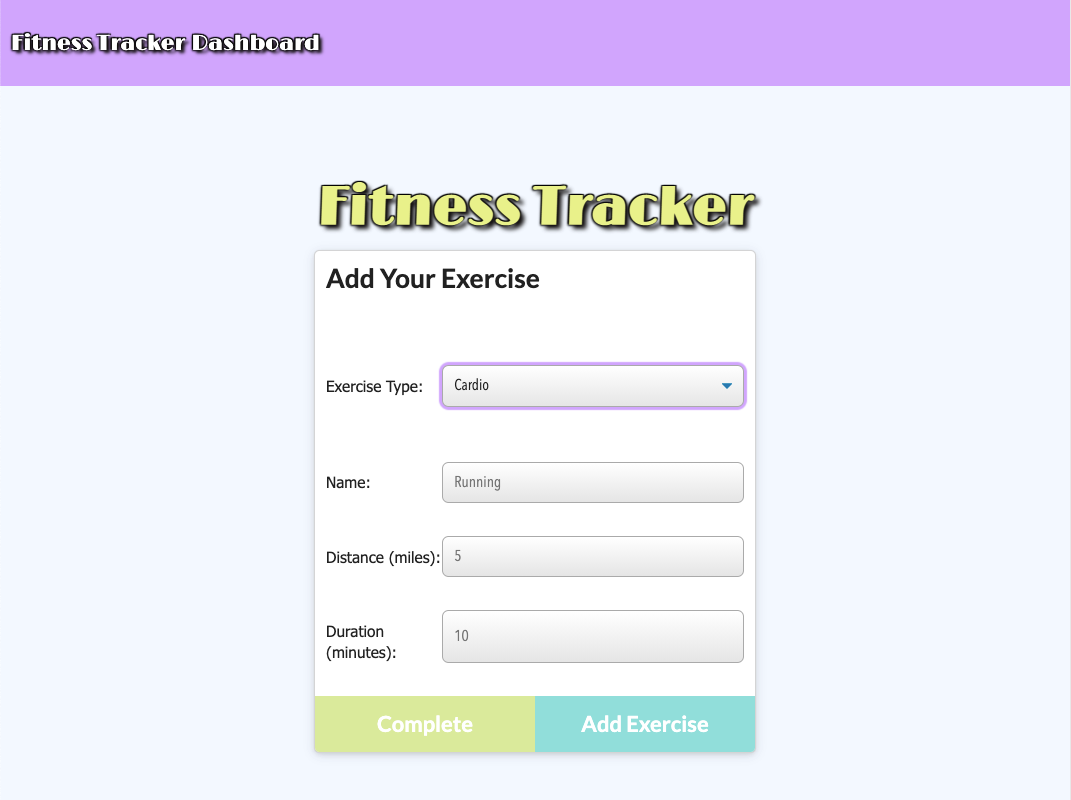 Fitness Tracker Dashboard
Fitness Tracker
Add Your Exercise
Exercise Type: Cardio
Name: Running
Distance (miles): 5
Duration
(minutes): 10
Complete Add Exercise